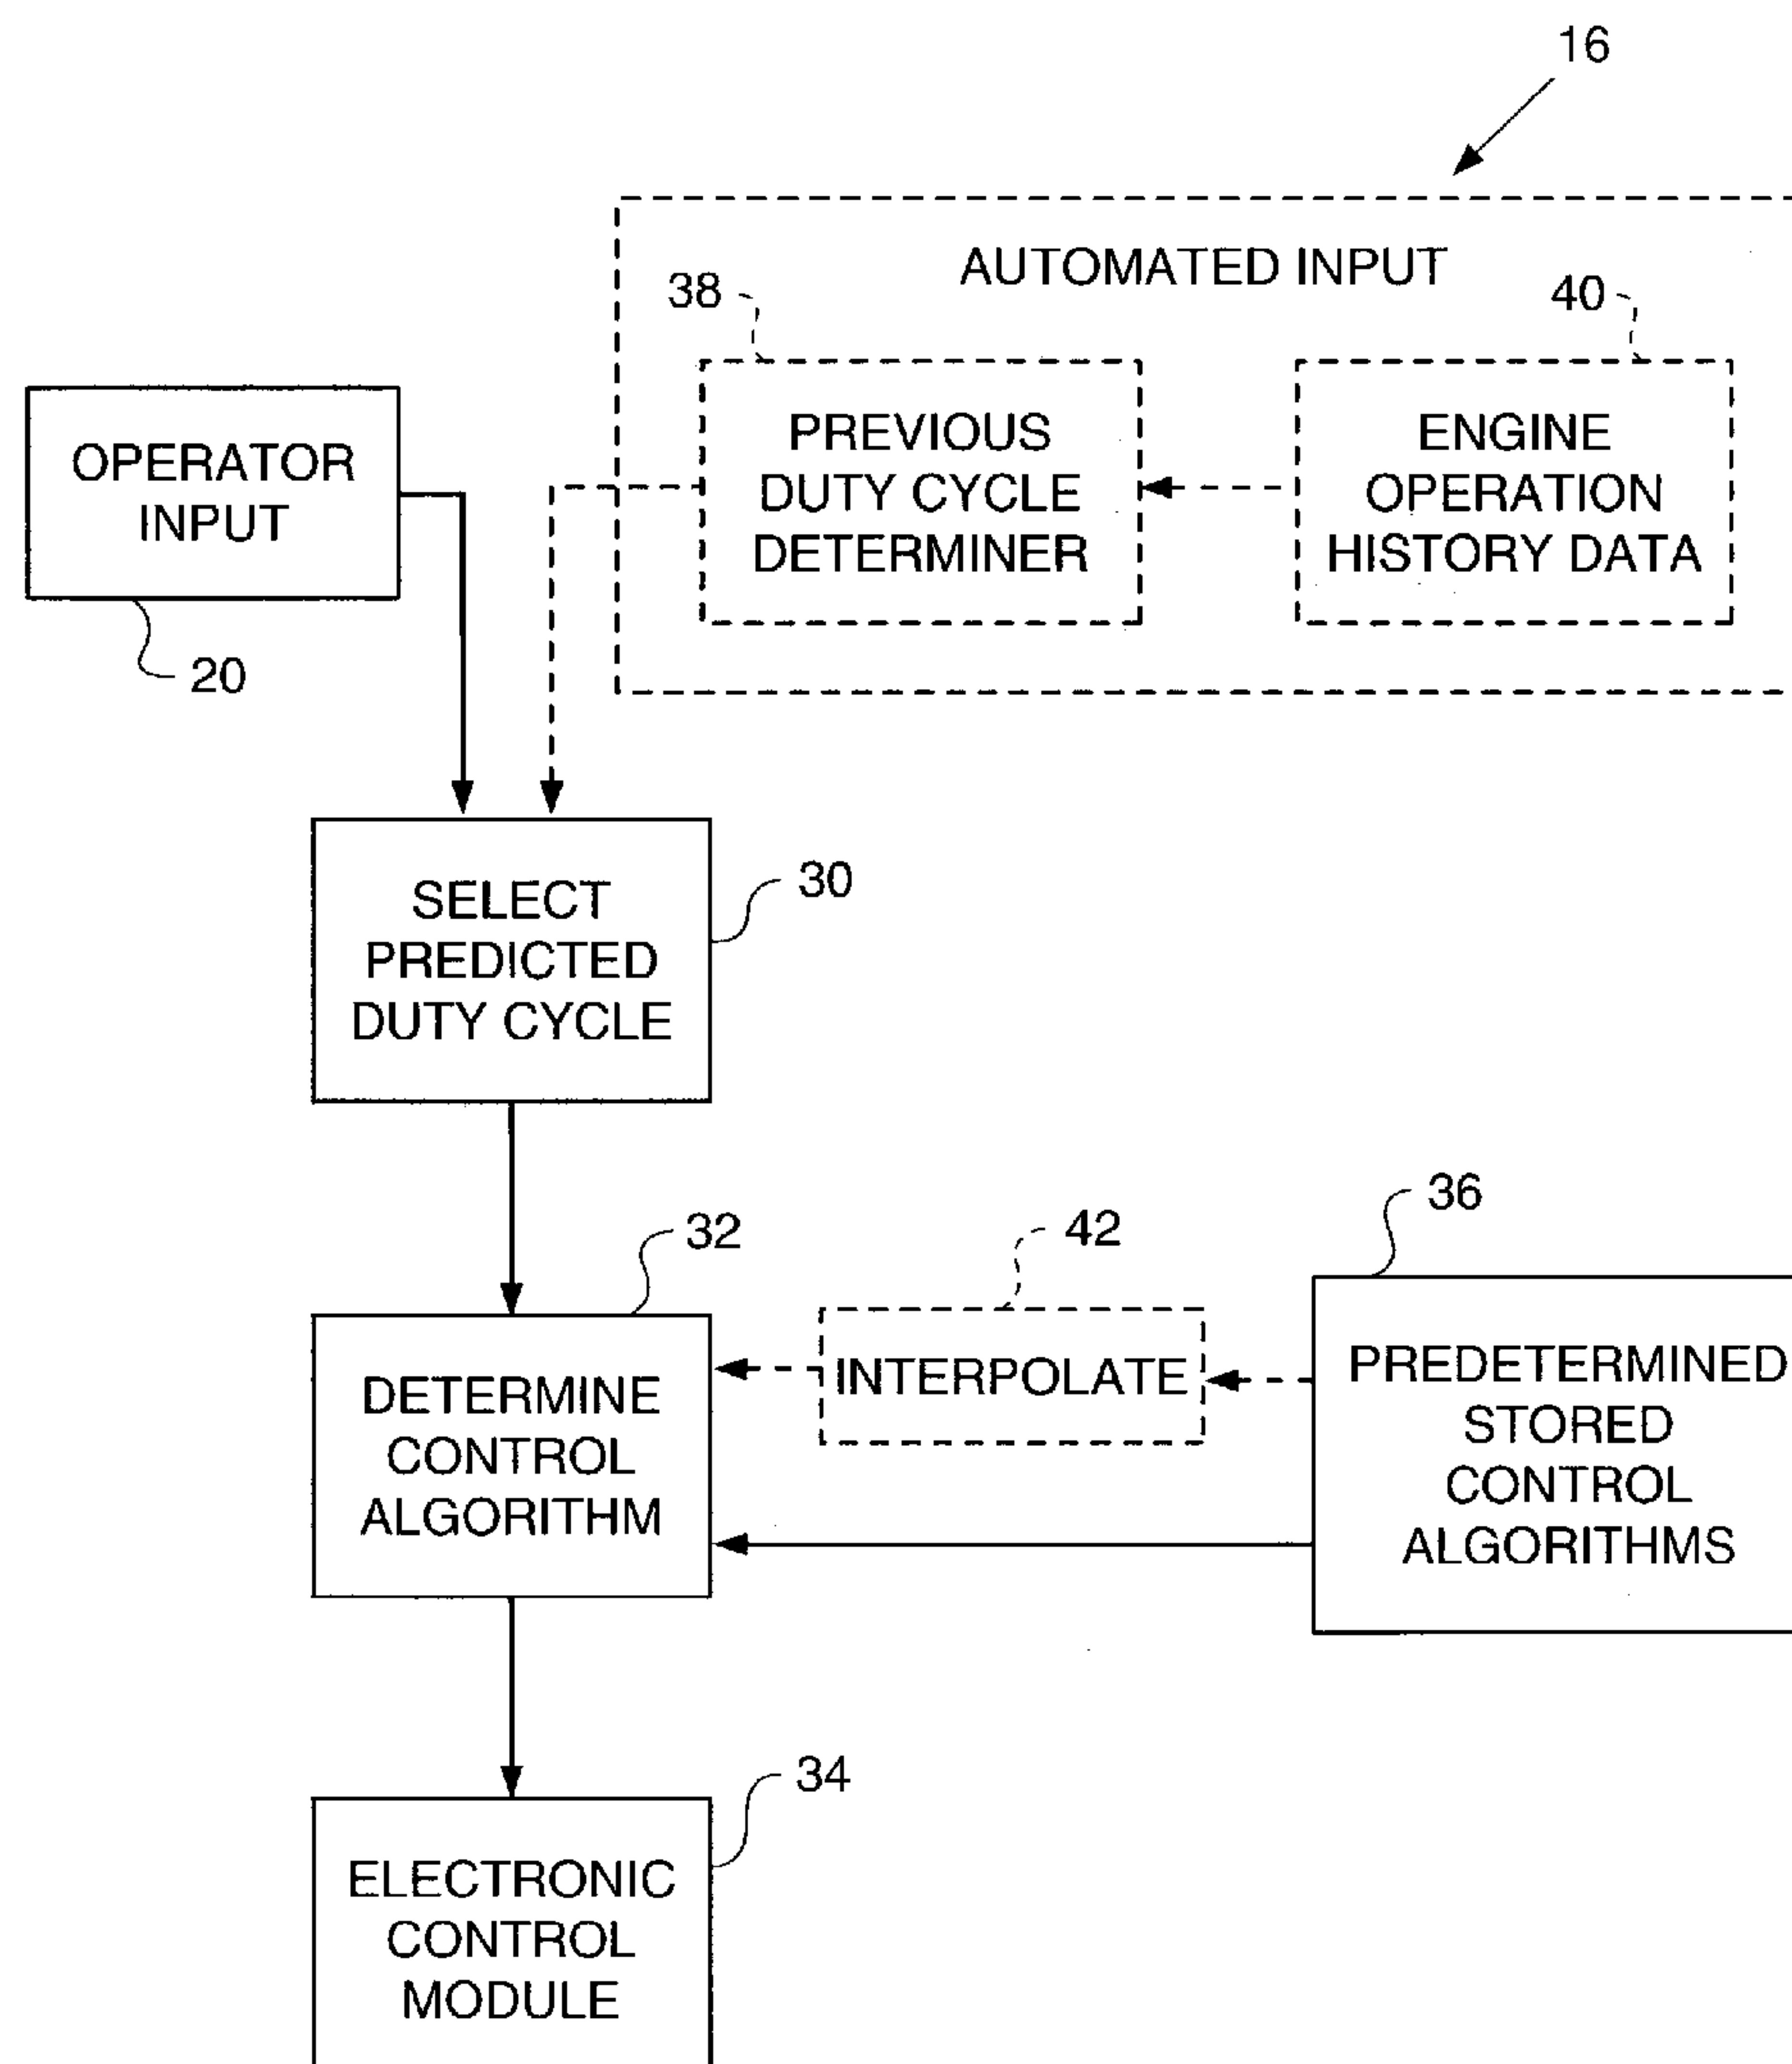 16
AUTOMATED INPUT
38
40
PREVIOUS
DUTY CYCLE
DETERMINER
ENGINE
OPERATION
HISTORY DATA
OPERATOR
INPUT
20
SELECT
PREDICTED
DUTY CYCLE
30
32
42
36
DETERMINE
CONTROL
ALGORITHM
INTERPOLATE
PREDETERMINED
STORED
CONTROL
ALGORITHMS
34
ELECTRONIC
CONTROL
MODULE